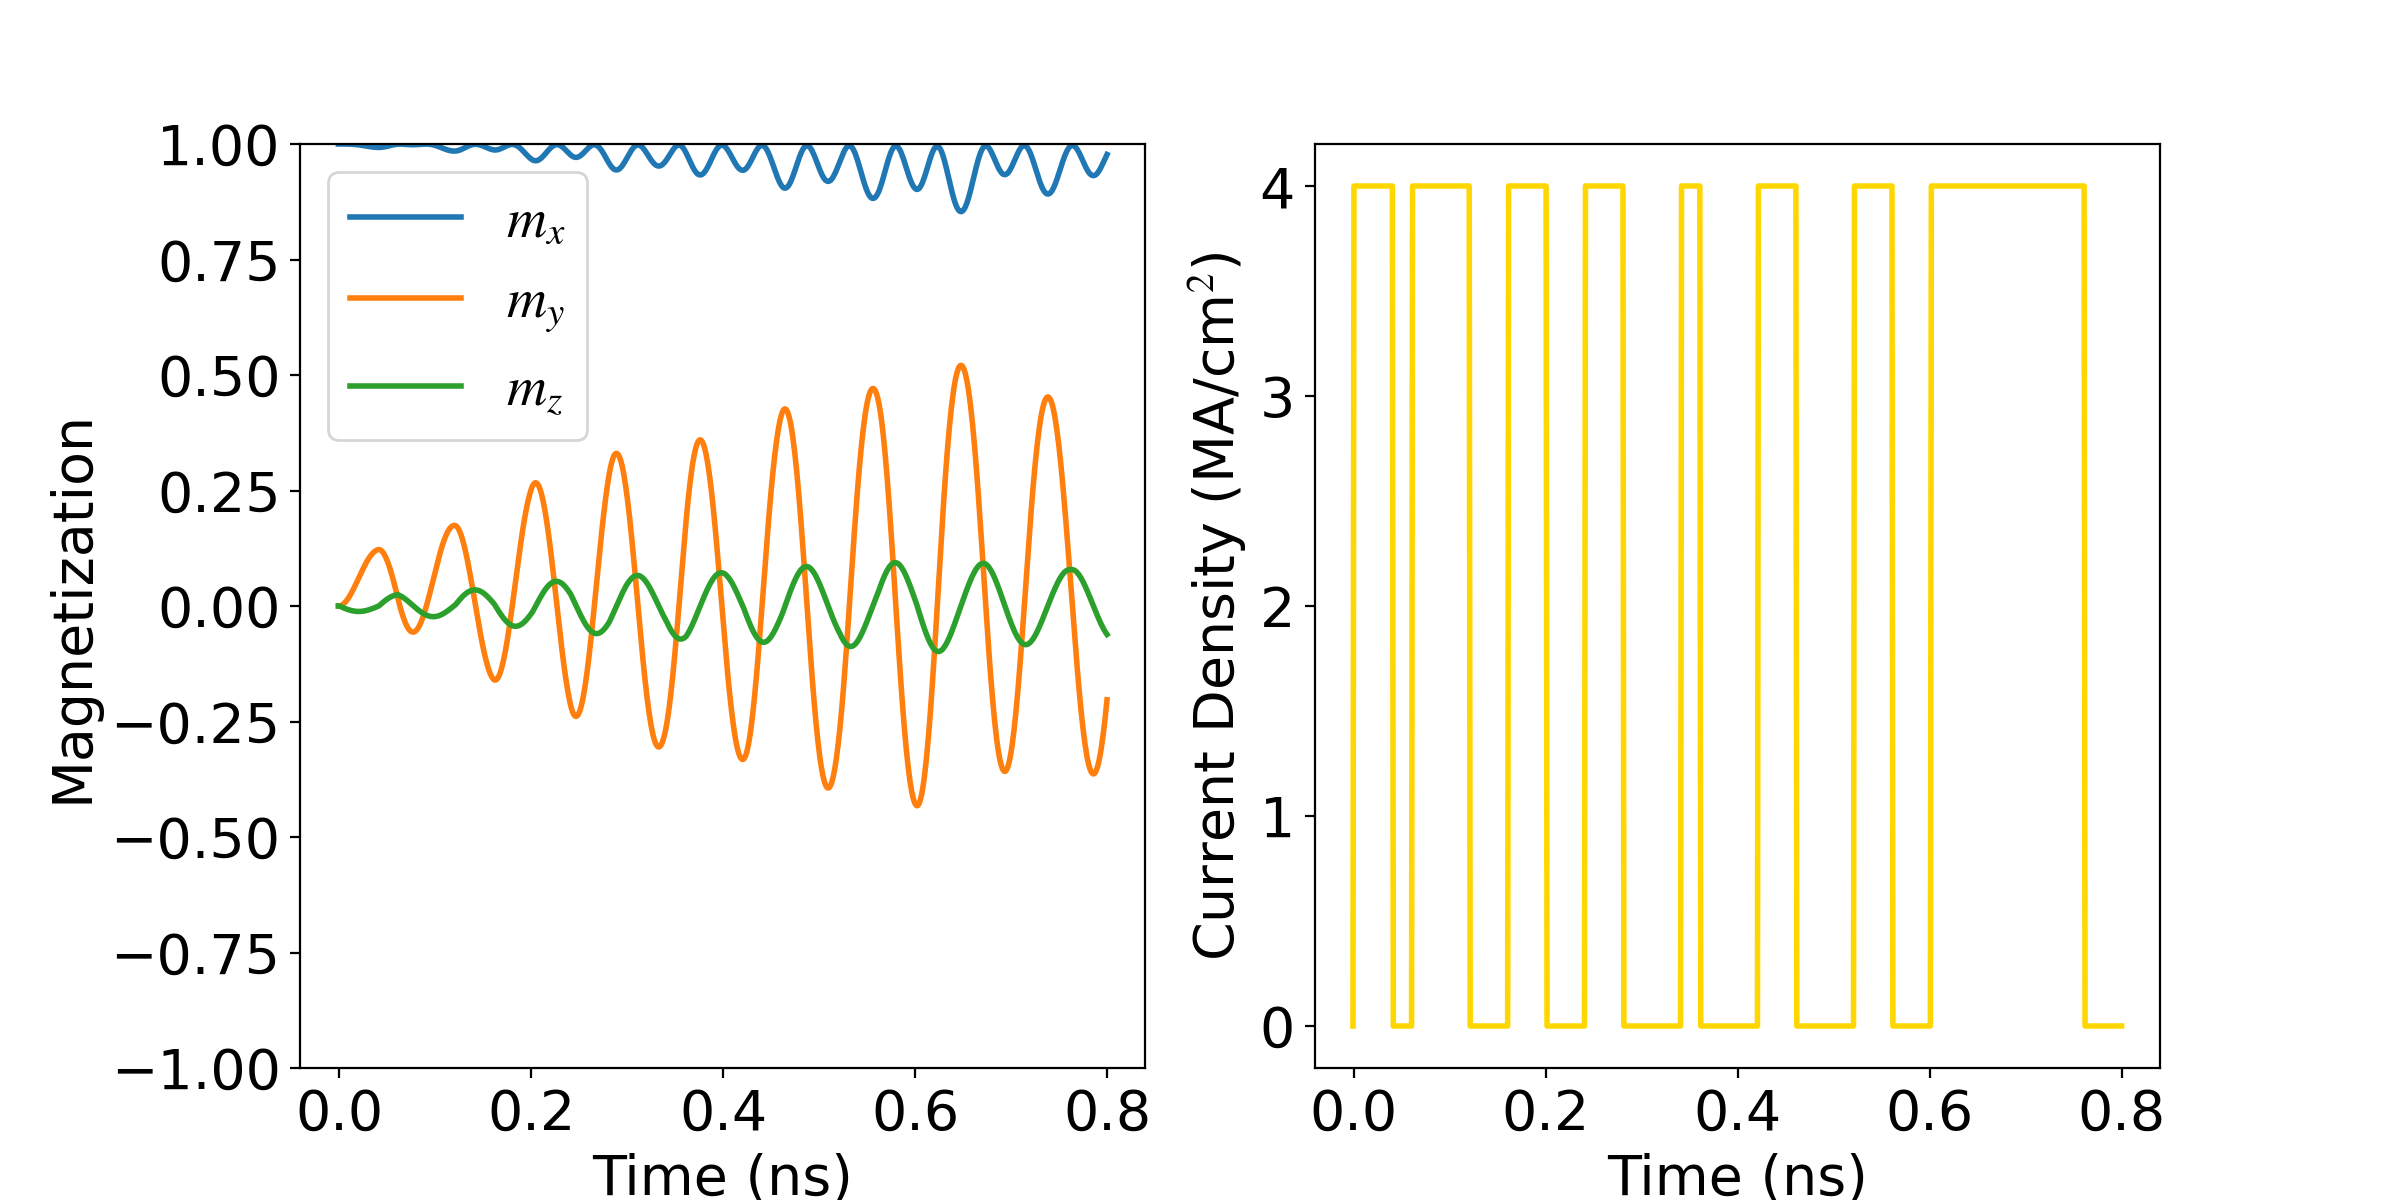 Magnetization
1.00
0.75
0.50
0.25
0.00
−0.25
−0.50
−0.75
−1.00
m_x
m_y
m_z
0.0 0.2 0.4 0.6 0.8
Time (ns)
Current Density (MA/cm²)
4
3
2
1
0
0.0 0.2 0.4 0.6 0.8
Time (ns)